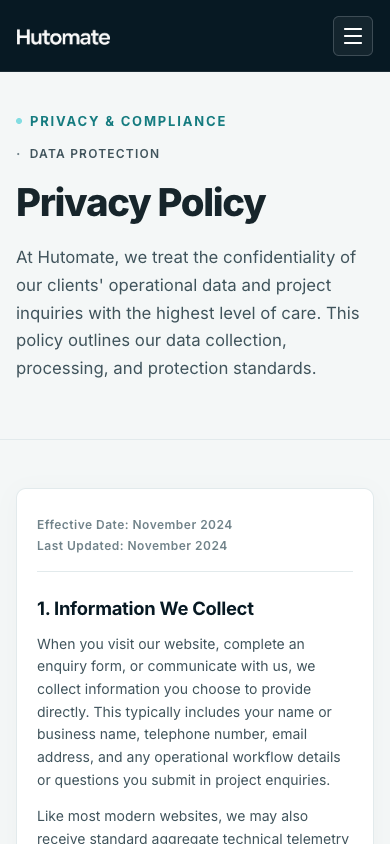 Hutomate
PRIVACY & COMPLIANCE
· DATA PROTECTION
Privacy Policy
At Hutomate, we treat the confidentiality of
our clients' operational data and project
inquiries with the highest level of care. This
policy outlines our data collection,
processing, and protection standards.
Effective Date: November 2024
Last Updated: November 2024
1. Information We Collect
When you visit our website, complete an
enquiry form, or communicate with us, we
collect information you choose to provide
directly. This typically includes your name or
business name, telephone number, email
address, and any operational workflow details
or questions you submit in project enquiries.
Like most modern websites, we may also
receive standard aggregate technical telemetry